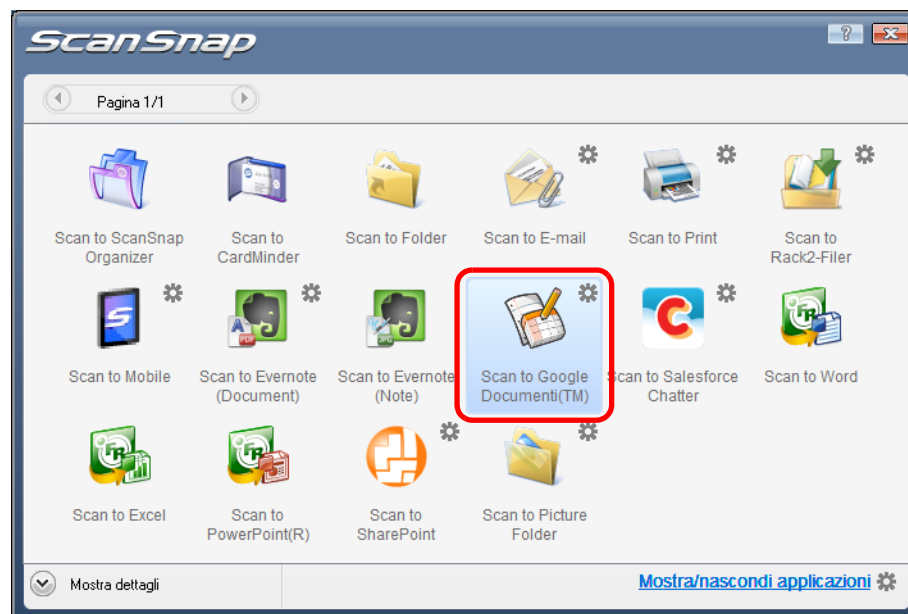 ScanSnap
Pagina 1/1
Scan to ScanSnap
Organizer
Scan to
CardMinder
Scan to Folder
Scan to E-mail
Scan to Print
Scan to
Rack2-Filer
Scan to Mobile
Scan to Evernote
(Document)
Scan to Evernote
(Note)
Scan to Google
Documenti(TM)
Scan to Salesforce
Chatter
Scan to Word
Scan to Excel
Scan to
PowerPoint(R)
Scan to
SharePoint
Scan to Picture
Folder
Mostra dettagli
Mostra/nascondi applicazioni